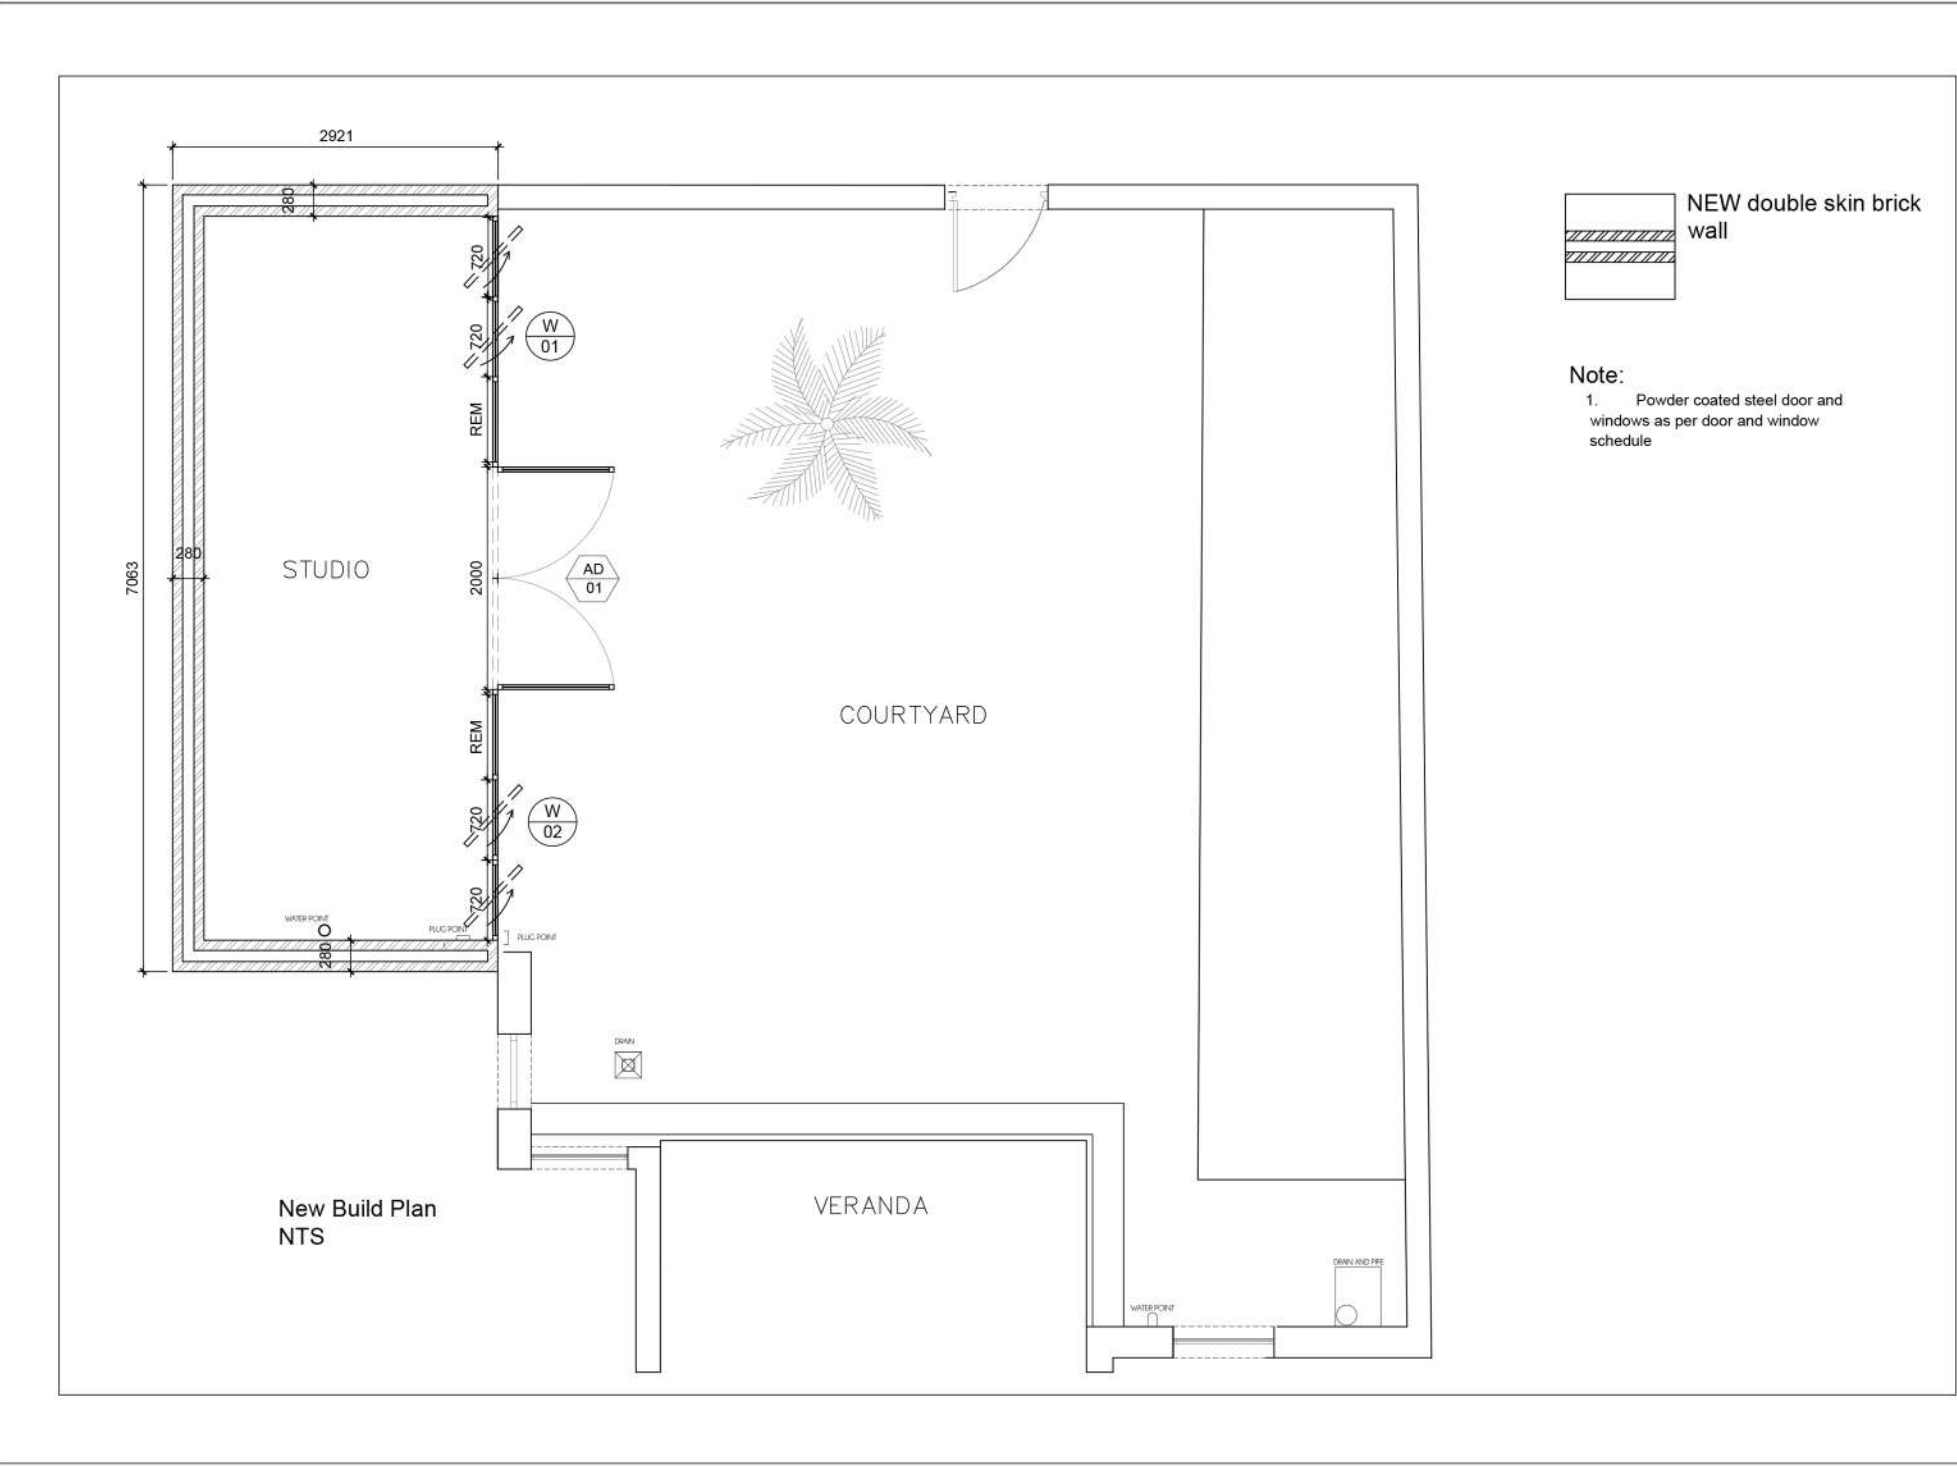 2921
280
NEW double skin brick
wall
720
W
01
720
Note:
1. Powder coated steel door and
windows as per door and window
schedule
REM
280
STUDIO
7063
2000
AD
01
COURTYARD
REM
W
02
720
720
WATER POINT
PLUG POINT
PLUG POINT
280
DRAIN
New Build Plan
NTS
VERANDA
DRAIN AND PIPE
WATER POINT